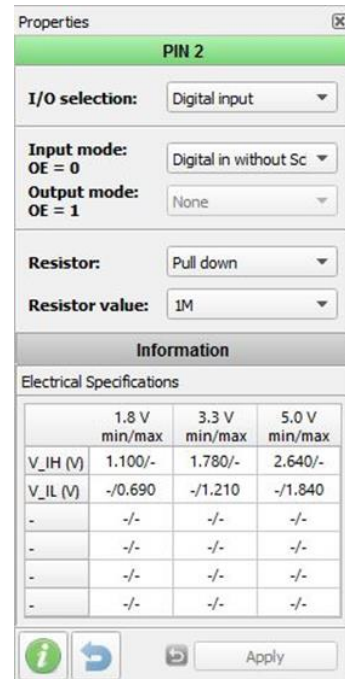 Properties
PIN 2
I/O selection: Digital input
Input mode:
OE = 0
Digital in without Sc
Output mode:
OE = 1
None
Resistor: Pull down
Resistor value: 1M
Information
Electrical Specifications
1.8 V min/max 3.3 V min/max 5.0 V min/max
V_IH (V) 1.100/- 1.780/- 2.640/-
V_IL (V) -/0.690 -/1.210 -/1.840
- -/- -/- -/-
- -/- -/- -/-
- -/- -/- -/-
- -/- -/- -/-
Apply